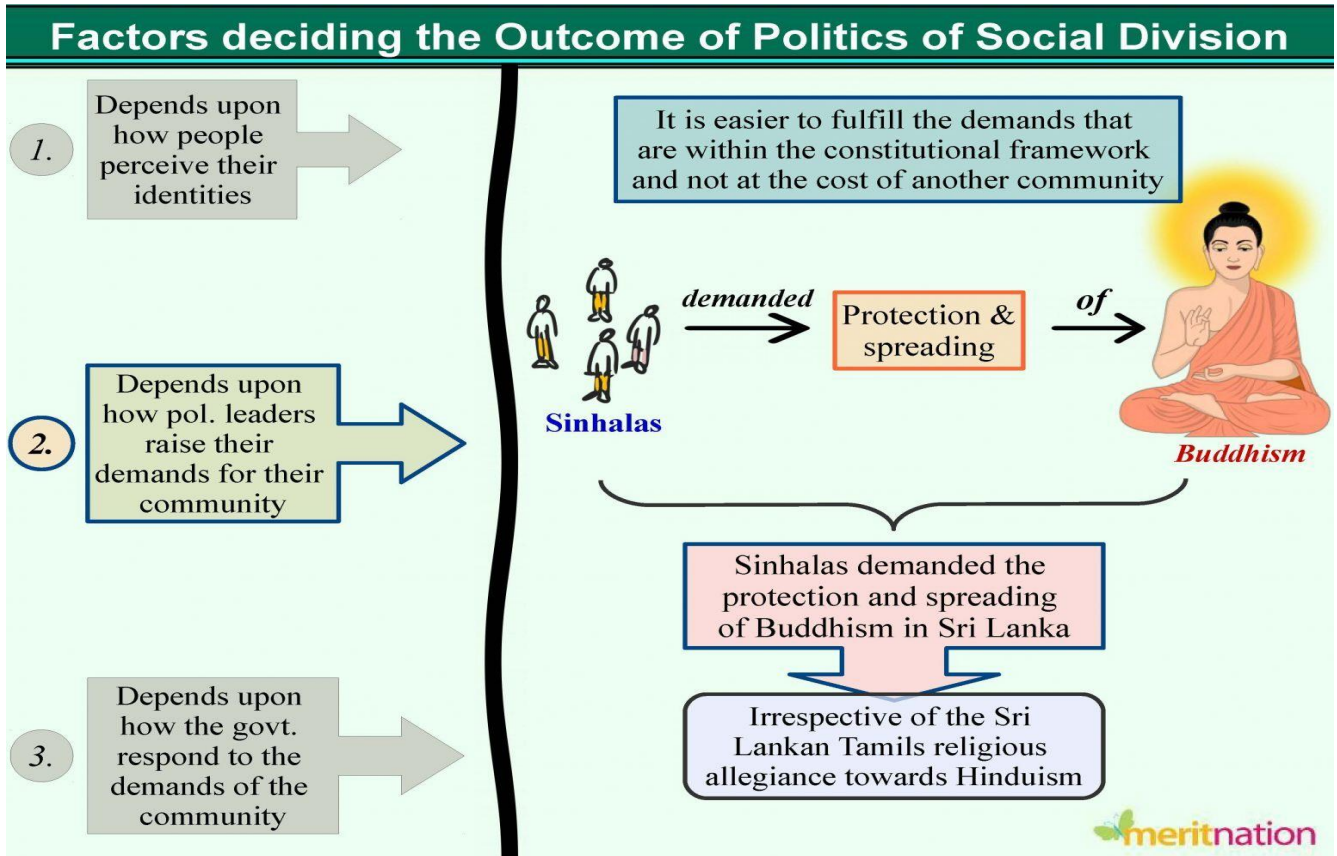 Factors deciding the Outcome of Politics of Social Division
1.
Depends upon
how people
perceive their
identities
2.
Depends upon
how pol. leaders
raise their
demands for their
community
3.
Depends upon
how the govt.
respond to the
demands of the
community
It is easier to fulfill the demands that
are within the constitutional framework
and not at the cost of another community
Sinhalas
demanded
Protection &
spreading
of
Buddhism
Sinhalas demanded the
protection and spreading
of Buddhism in Sri Lanka
Irrespective of the Sri
Lankan Tamils religious
allegiance towards Hinduism
meritnation